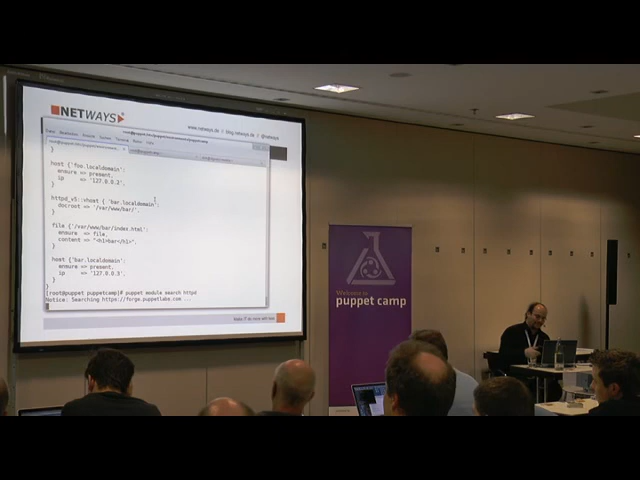 NETWAYS
www.netways.de / blog.netways.de / @netways
}
host {'foo.localdomain':
ensure => present,
ip => '127.0.0.2',
}
httpd_v5::vhost { 'bar.localdomain':
docroot => '/var/www/bar/',
}
file {'/var/www/bar/index.html':
ensure => file,
content => "<h1>bar</h1>",
}
host {'bar.localdomain':
ensure => present,
ip => '127.0.0.3',
}
[root@puppet puppetcamp]# puppet module search httpd
Notice: Searching https://forge.puppetlabs.com ...
Welcome to
puppet camp